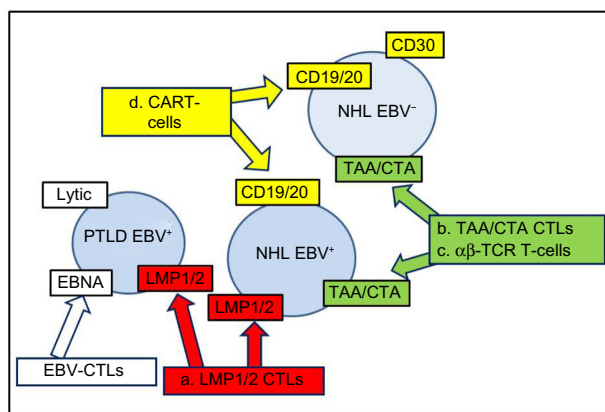 CD30
CD19/20
d. CART-
cells
NHL EBV⁻
TAA/CTA
Lytic
CD19/20
PTLD EBV⁺
b. TAA/CTA CTLs
c. αβ-TCR T-cells
NHL EBV⁺
EBNA
LMP1/2
TAA/CTA
LMP1/2
EBV-CTLs
a. LMP1/2 CTLs